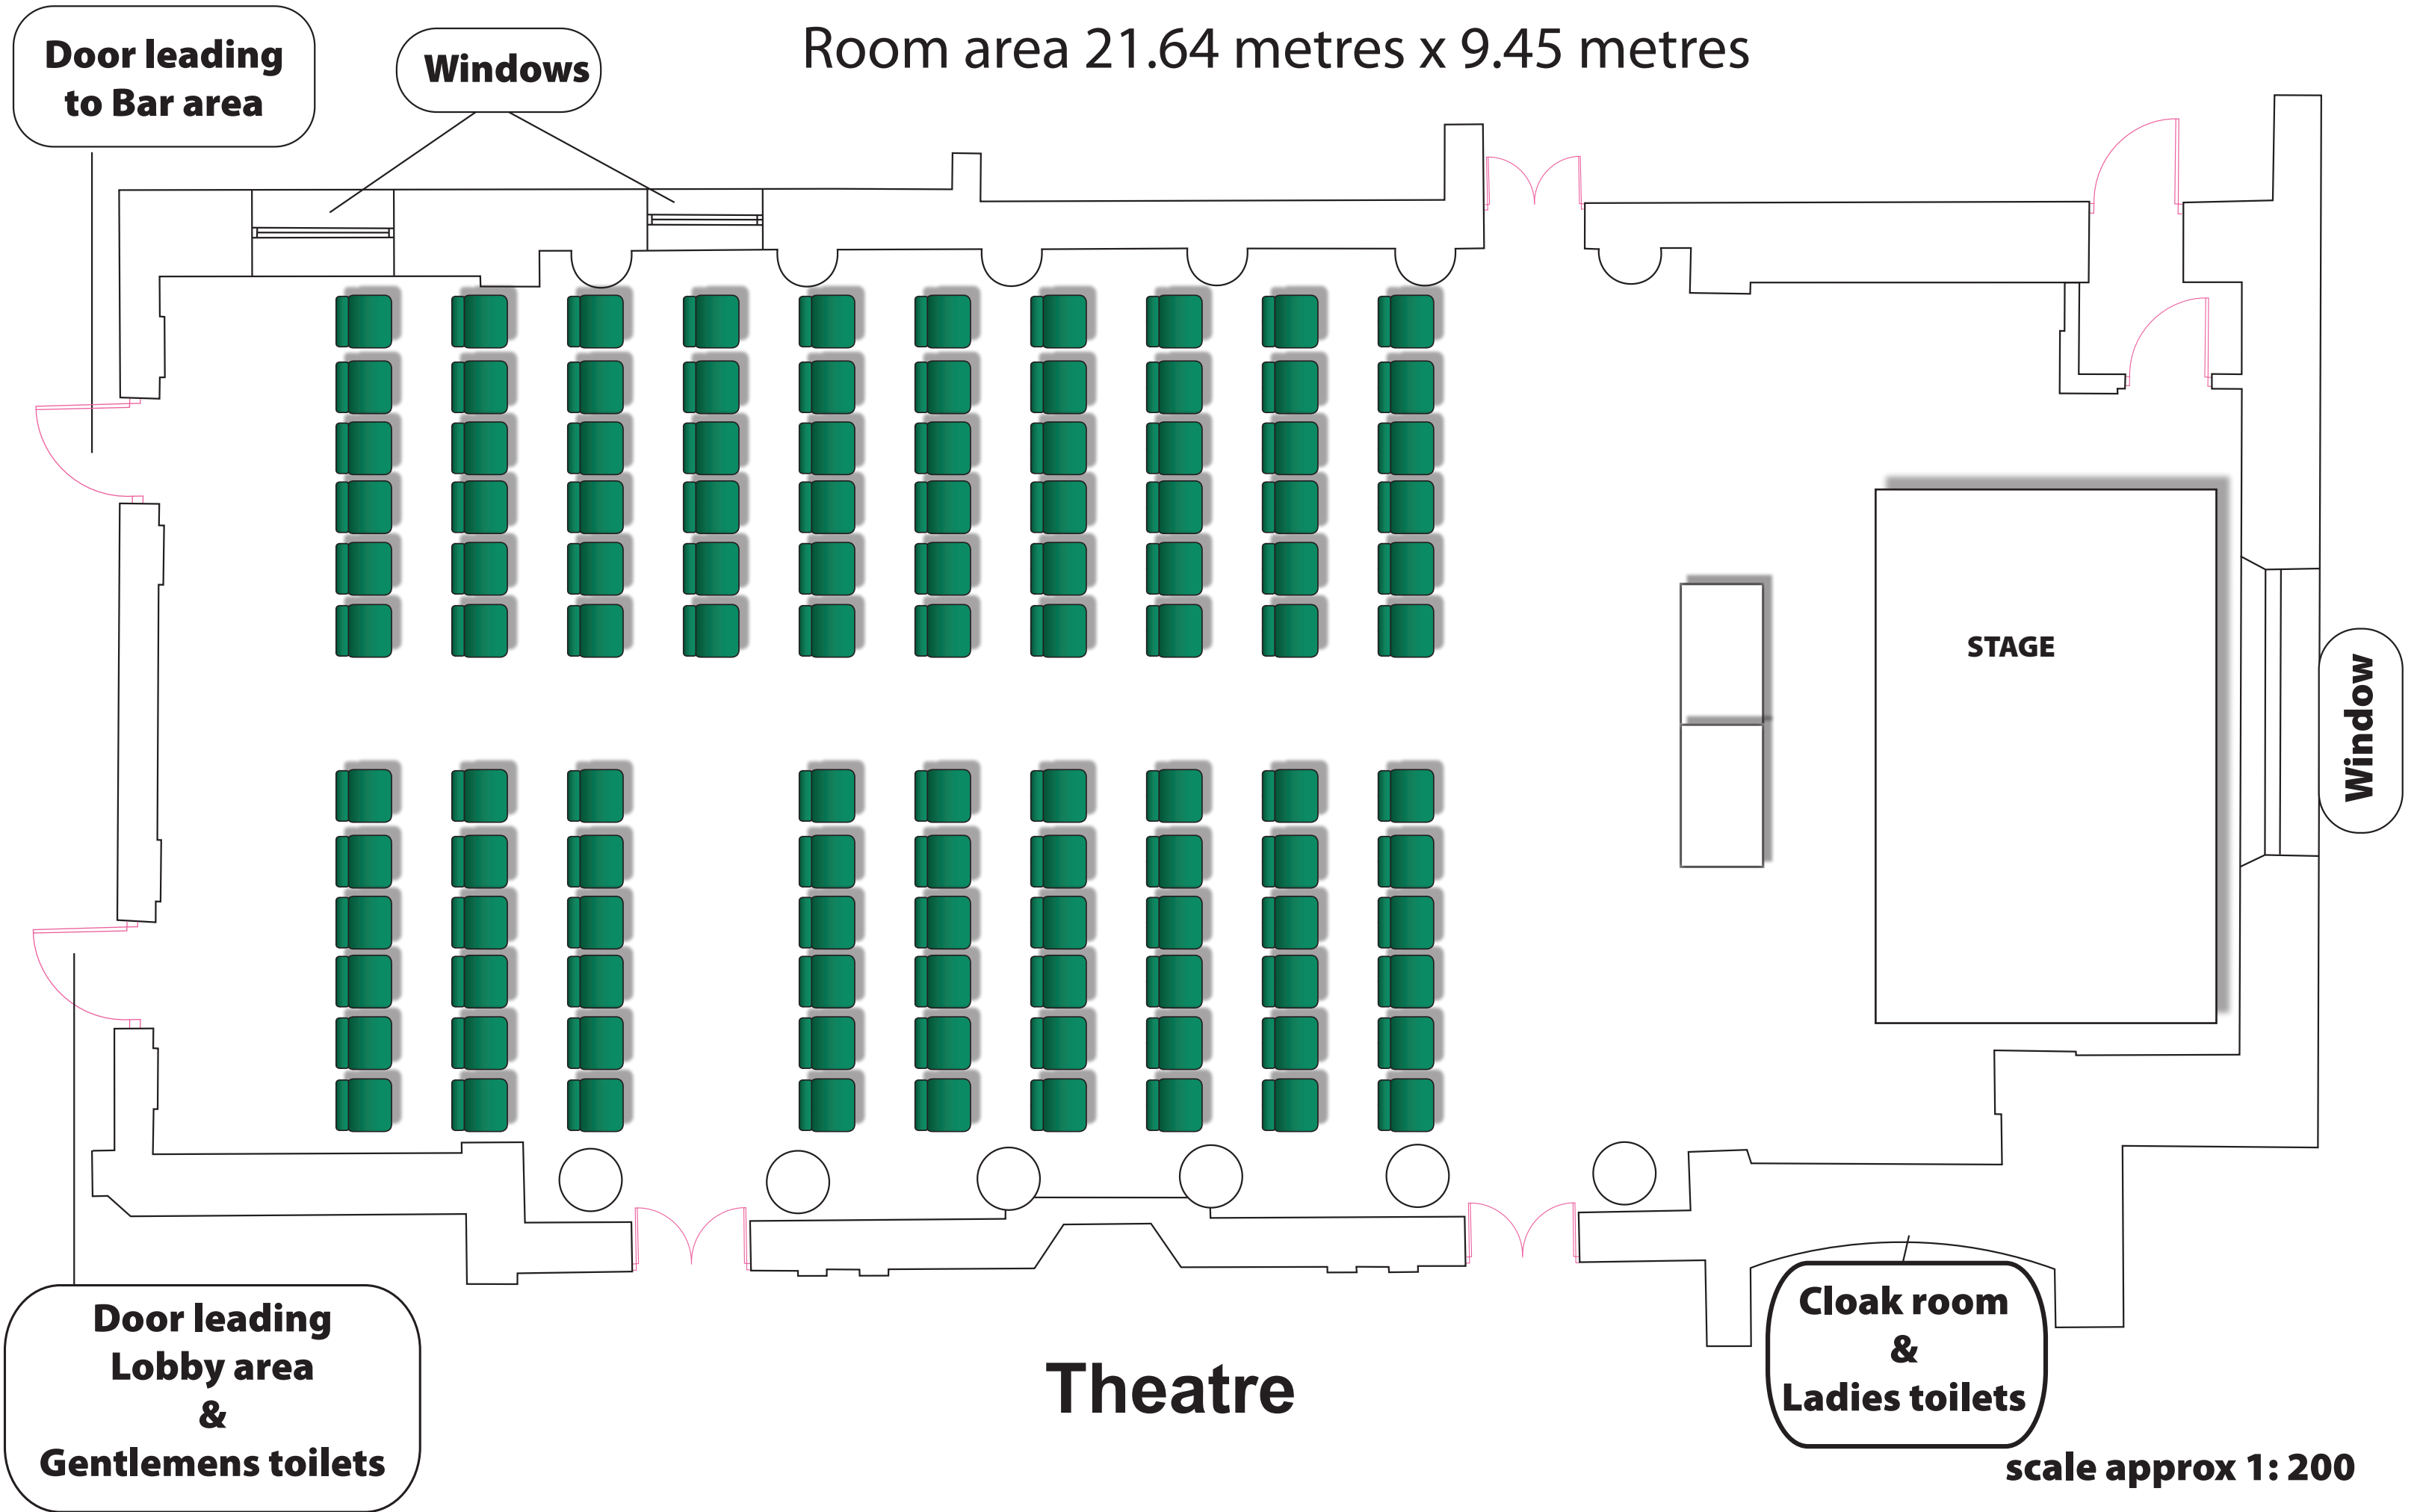 Room area 21.64 metres x 9.45 metres
Door leading
to Bar area
Windows
STAGE
Window
Door leading
Lobby area
&
Gentlemens toilets
Theatre
Cloak room
&
Ladies toilets
scale approx 1: 200